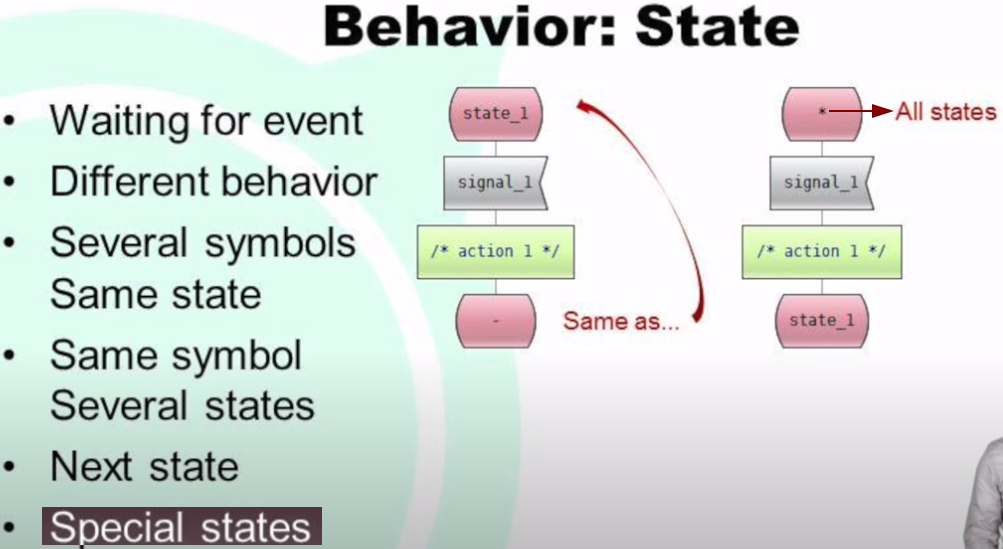 Behavior: State
• Waiting for event
• Different behavior
• Several symbols
Same state
• Same symbol
Several states
• Next state
• Special states
state_1
signal_1
/* action 1 */
-
Same as...
*
All states
signal_1
/* action 1 */
state_1